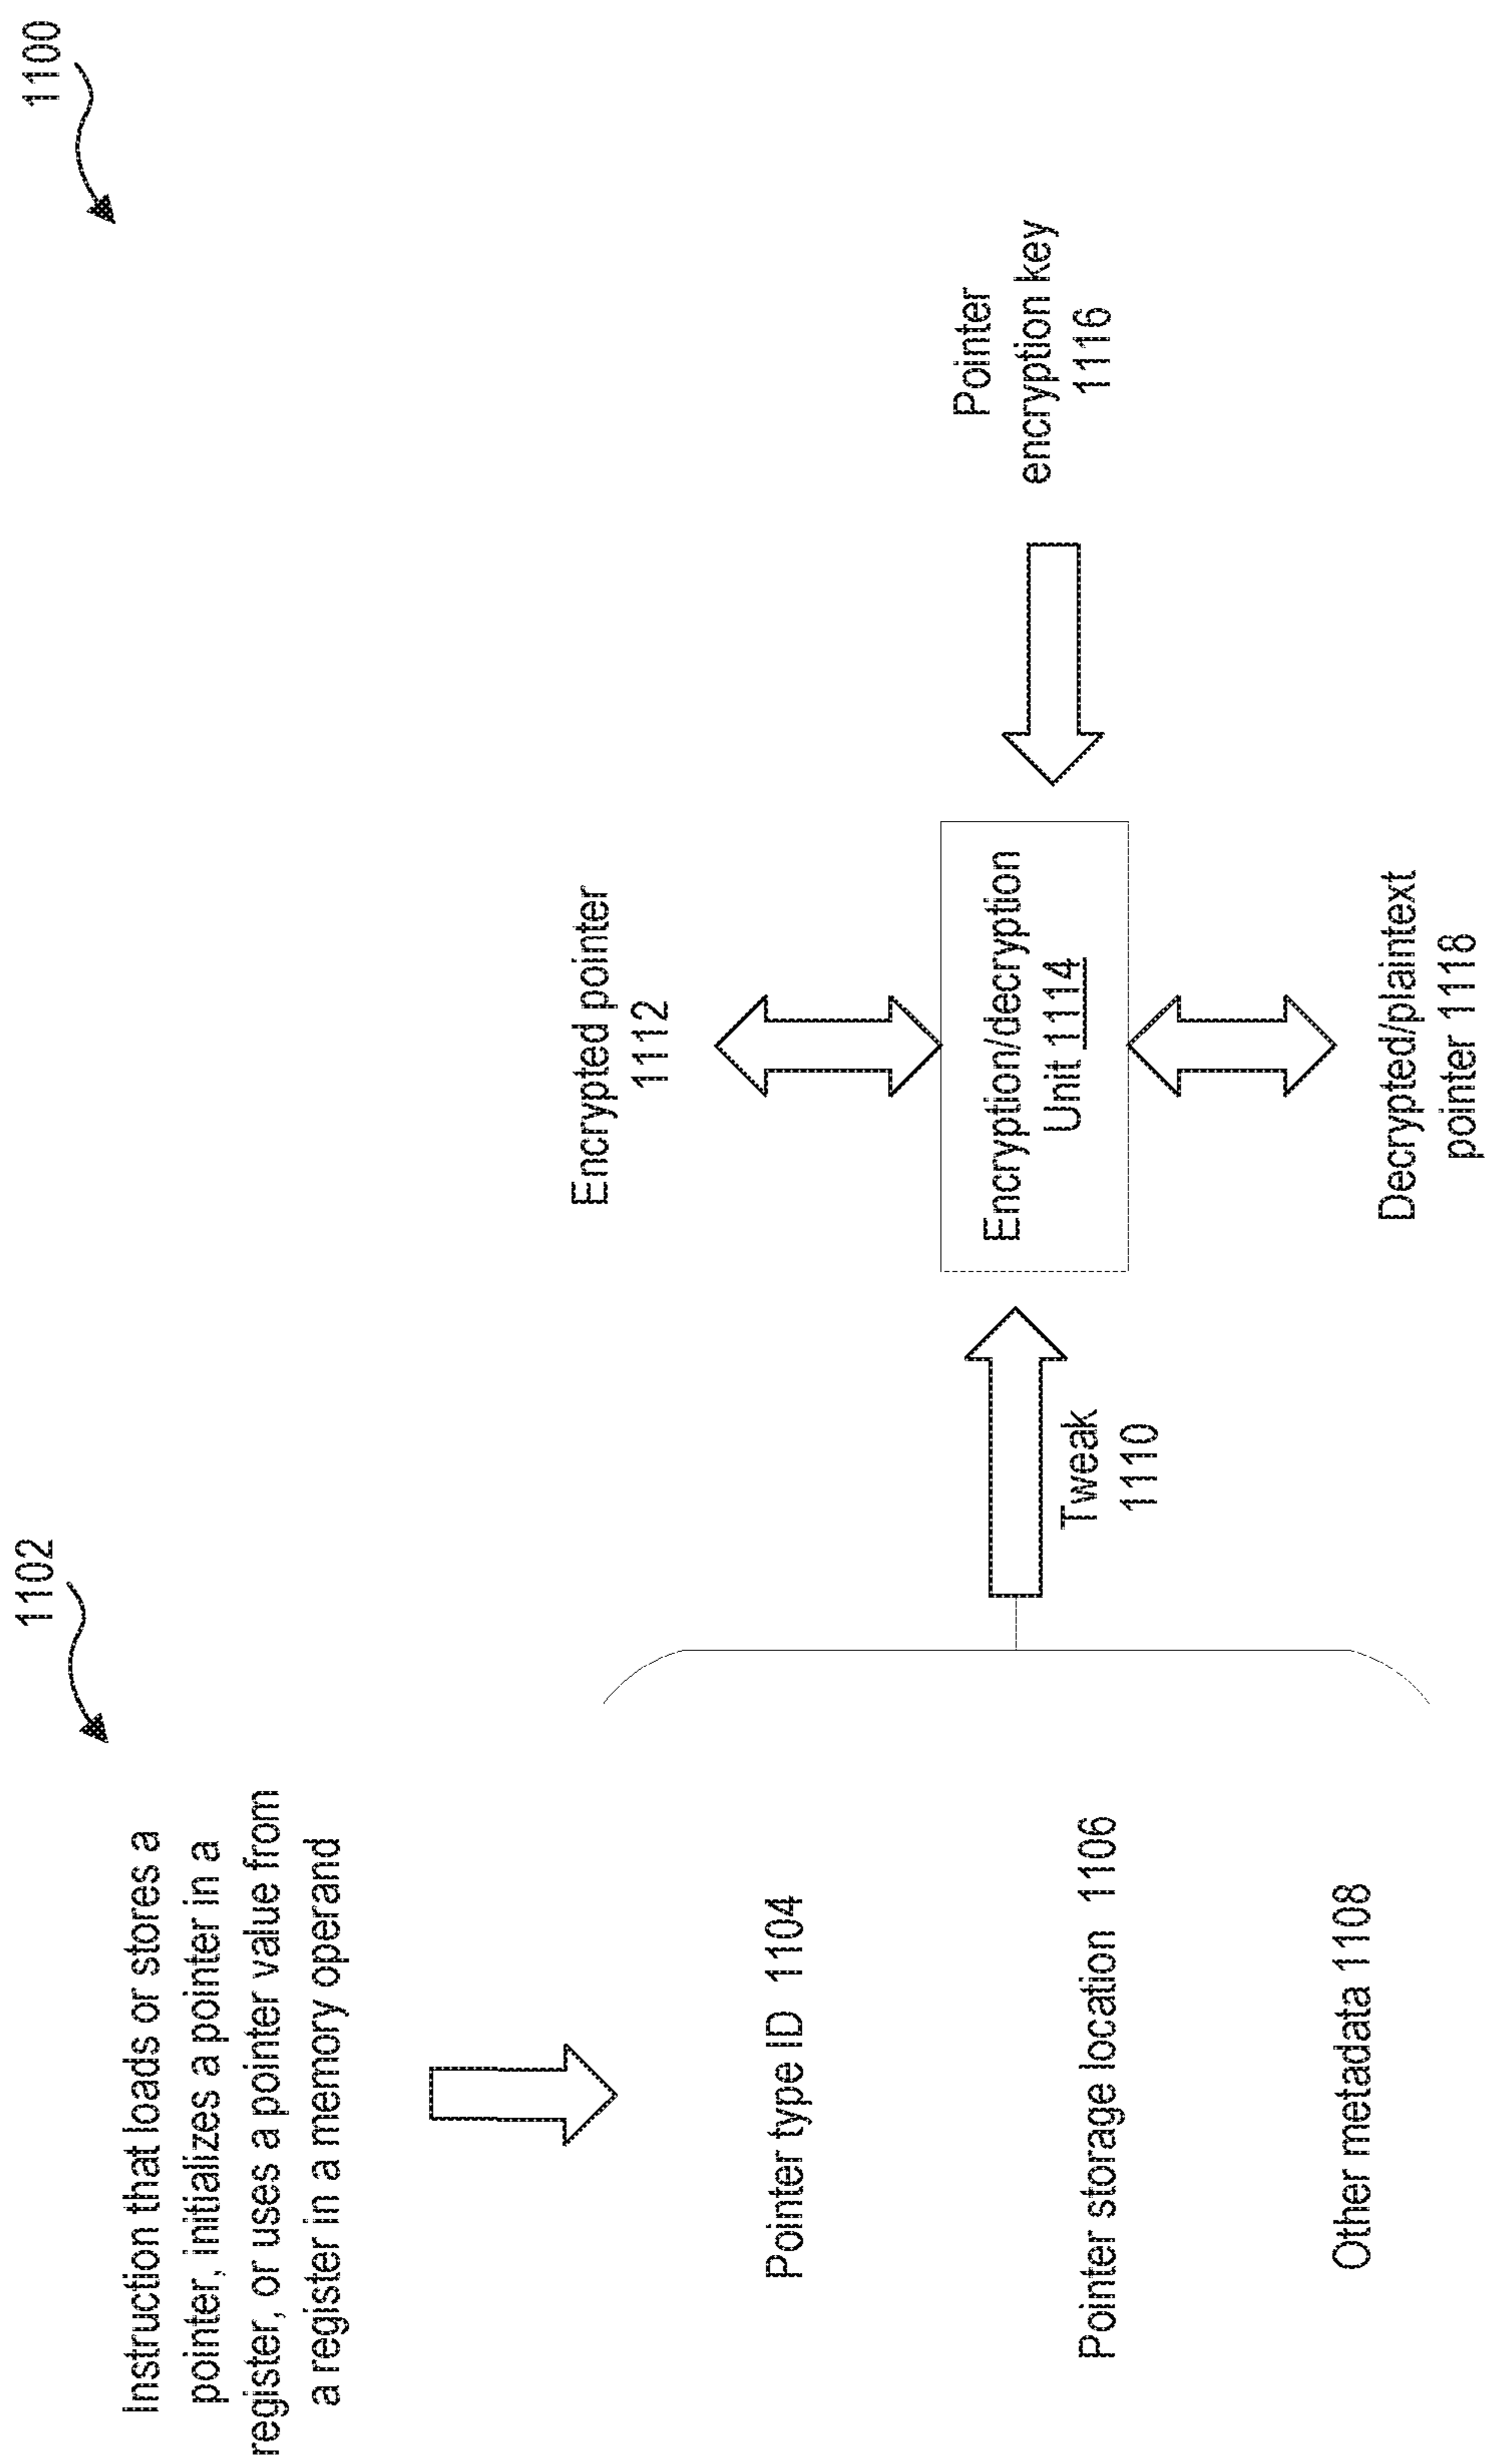 1100
1102
Instruction that loads or stores a
pointer, initializes a pointer in a
register, or uses a pointer value from
a register in a memory operand
Pointer type ID 1104
Pointer storage location 1106
Other metadata 1108
Tweak
1110
Encrypted pointer
1112
Encryption/decryption
Unit 1114
Decrypted/plaintext
pointer 1118
Pointer
encryption key
1116